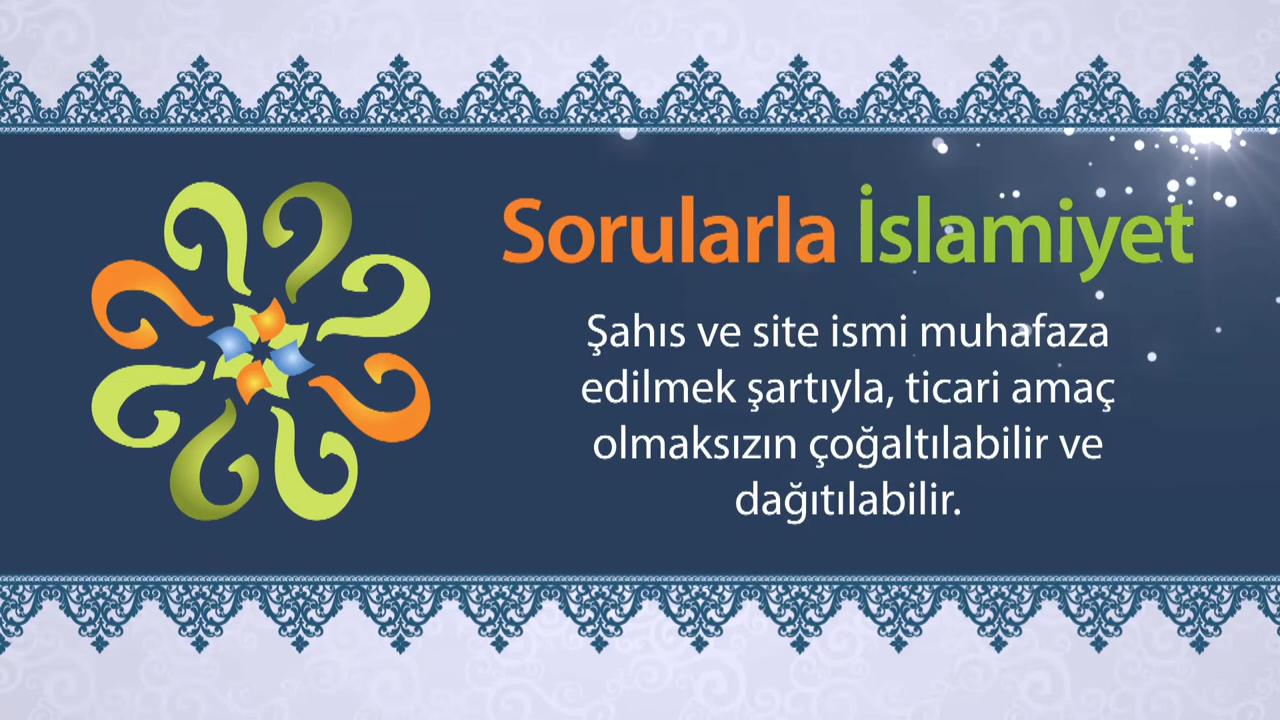 Sorularla İslamiyet
Şahıs ve site ismi muhafaza
edilmek şartıyla, ticari amaç
olmaksızın çoğaltılabilir ve
dağıtılabilir.